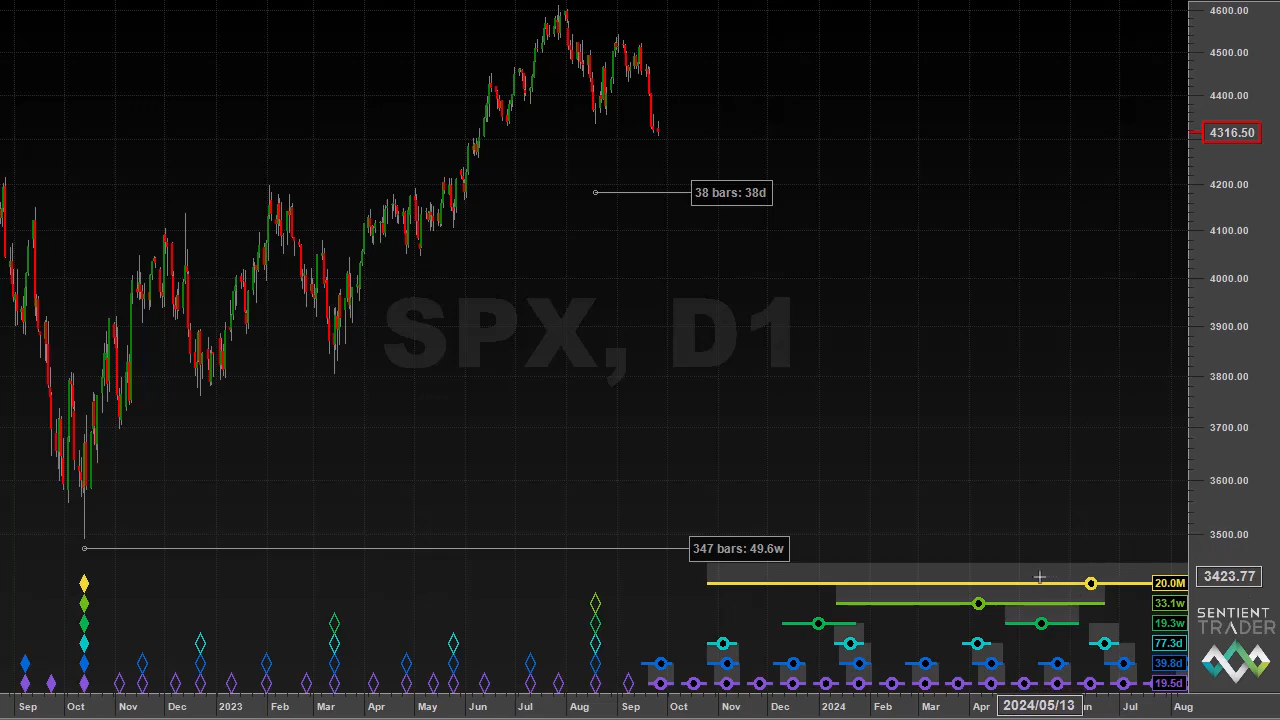 4600.00
4500.00
4400.00
4316.50
38 bars: 38d
4200.00
4100.00
4000.00
SPX, D1
3900.00
3800.00
3700.00
3600.00
3500.00
347 bars: 49.6w
3423.77
20.0M
33.1w
19.3w
77.3d
39.8d
19.5d
SENTIENT
TRADER
Sep Oct Nov Dec 2023 Feb Mar Apr May Jun Jul Aug Sep Oct Nov Dec 2024 Feb Mar Apr 2024/05/13 un Jul Aug